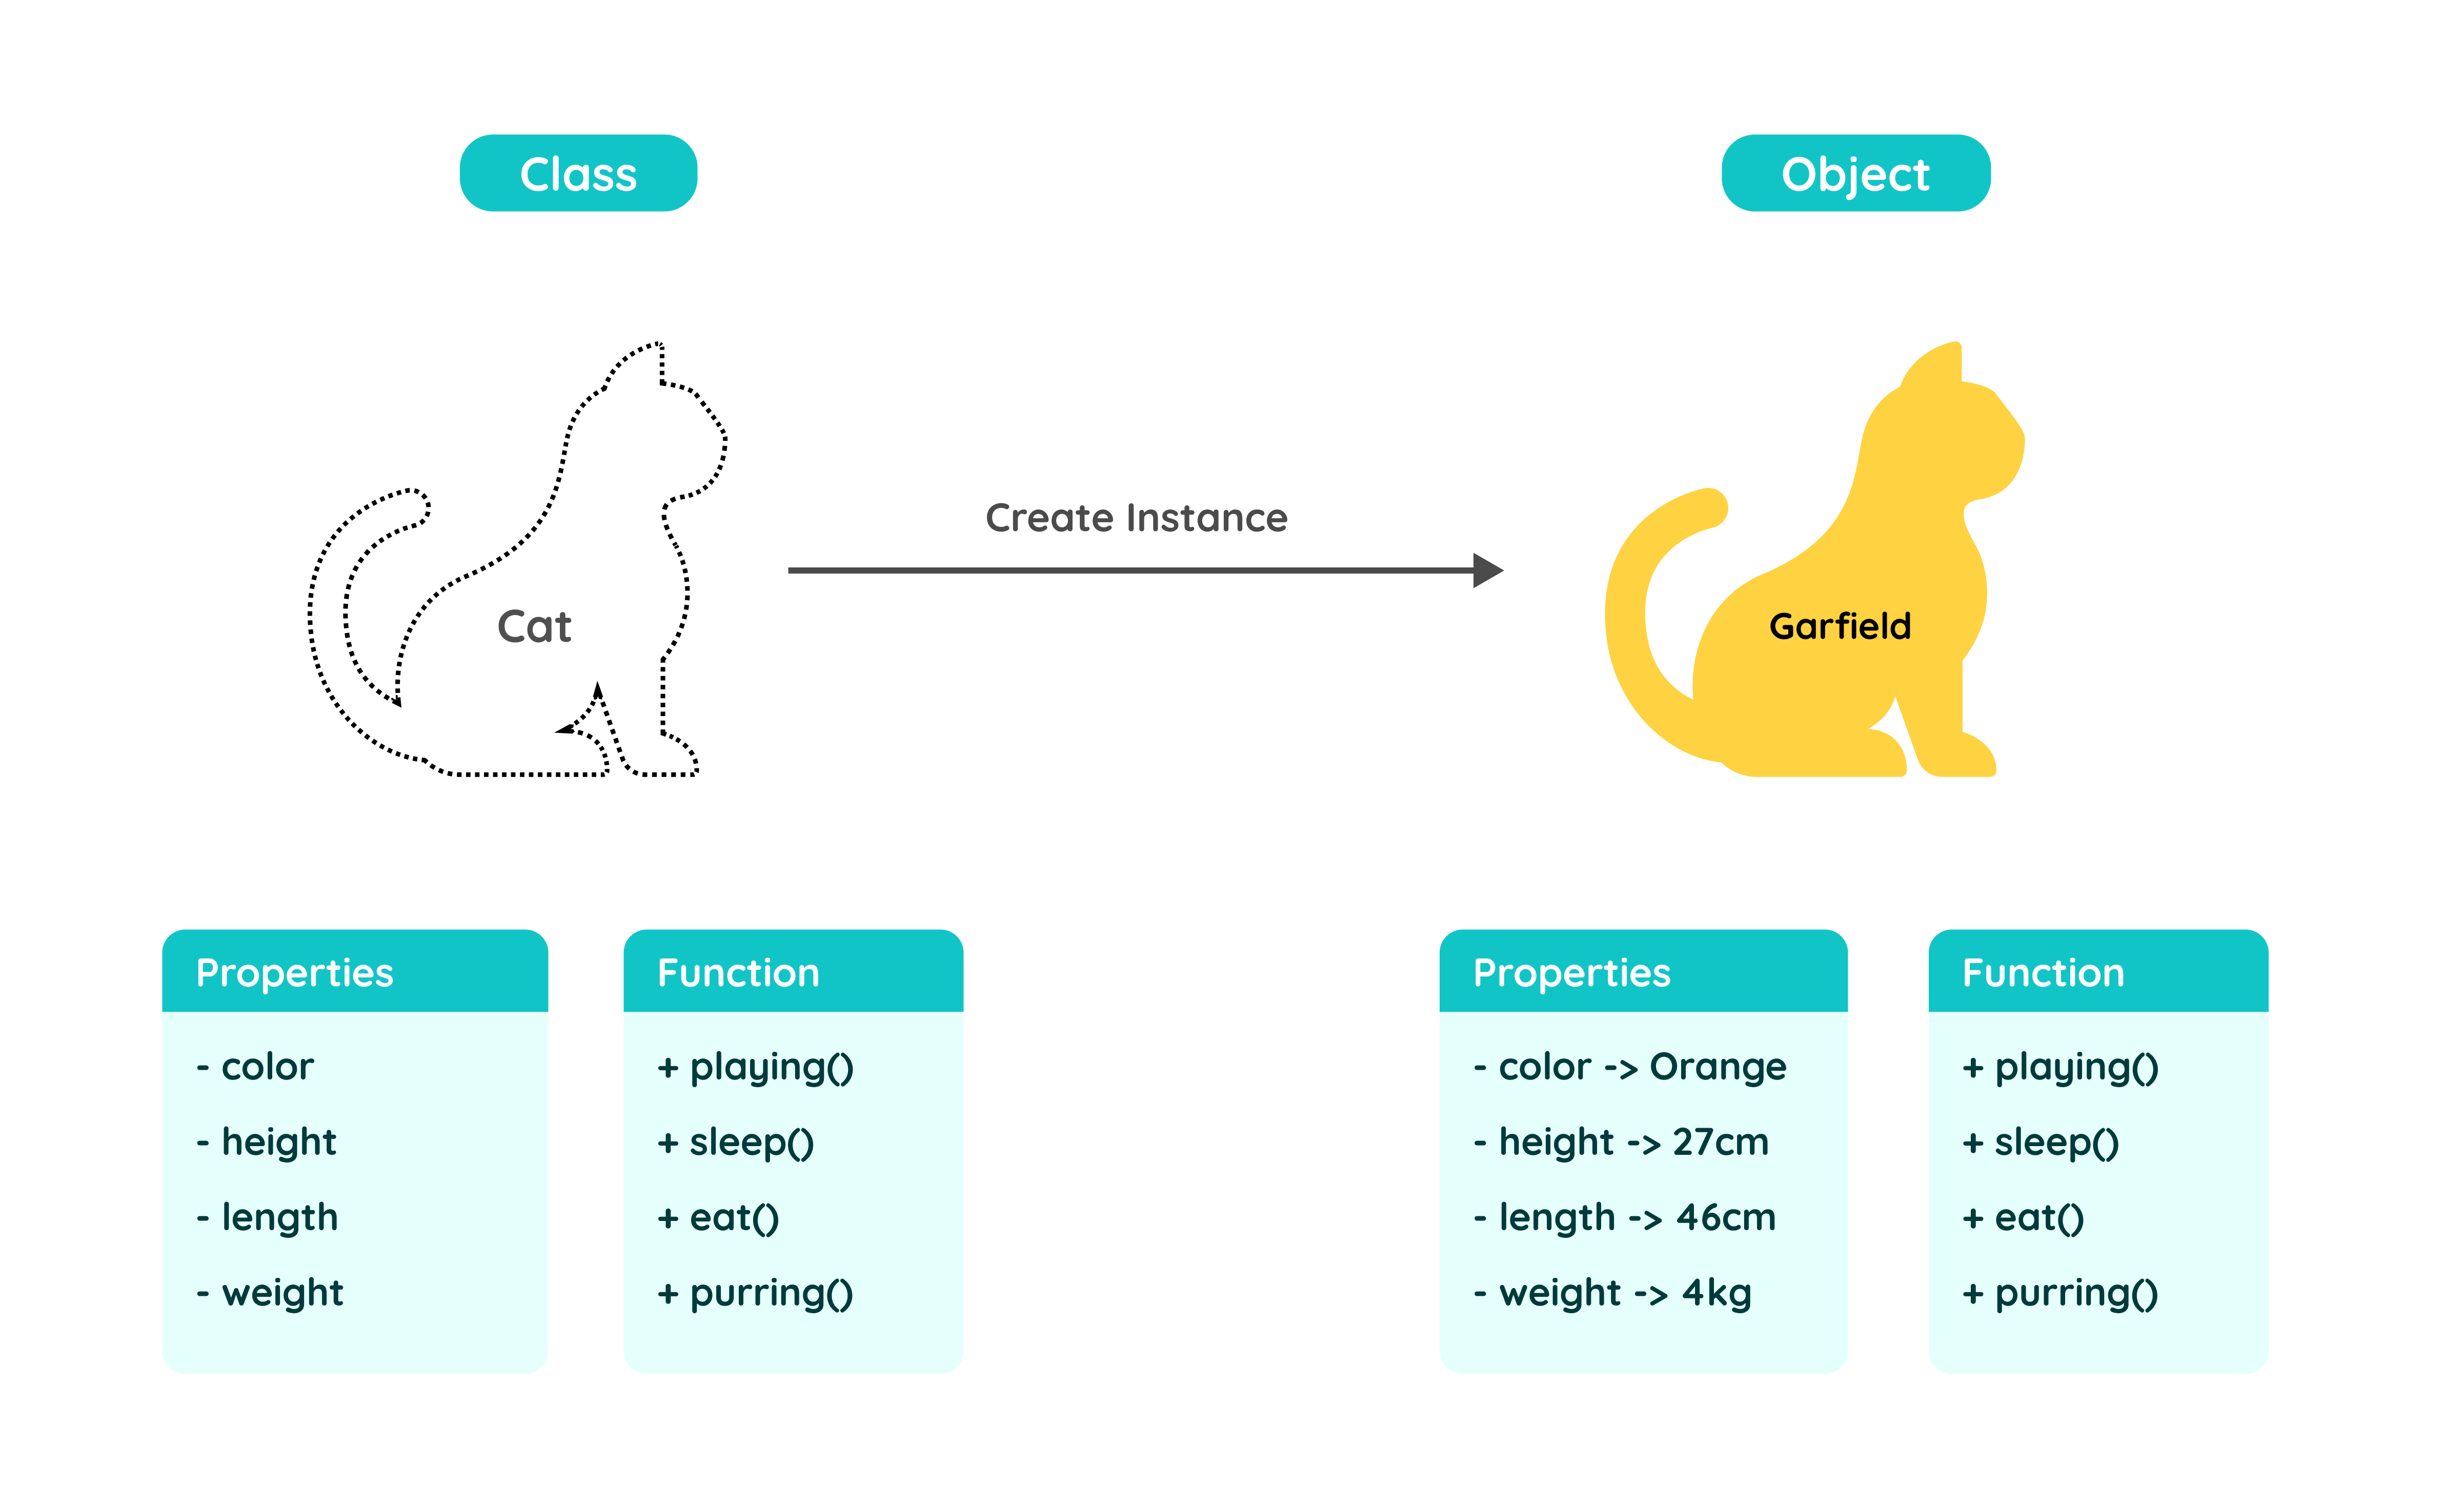 Class
Object
Create Instance
Cat
Garfield
Properties
- color
- height
- length
- weight
Function
+ playing()
+ sleep()
+ eat()
+ purring()
Properties
- color -> Orange
- height -> 27cm
- length -> 46cm
- weight -> 4kg
Function
+ playing()
+ sleep()
+ eat()
+ purring()